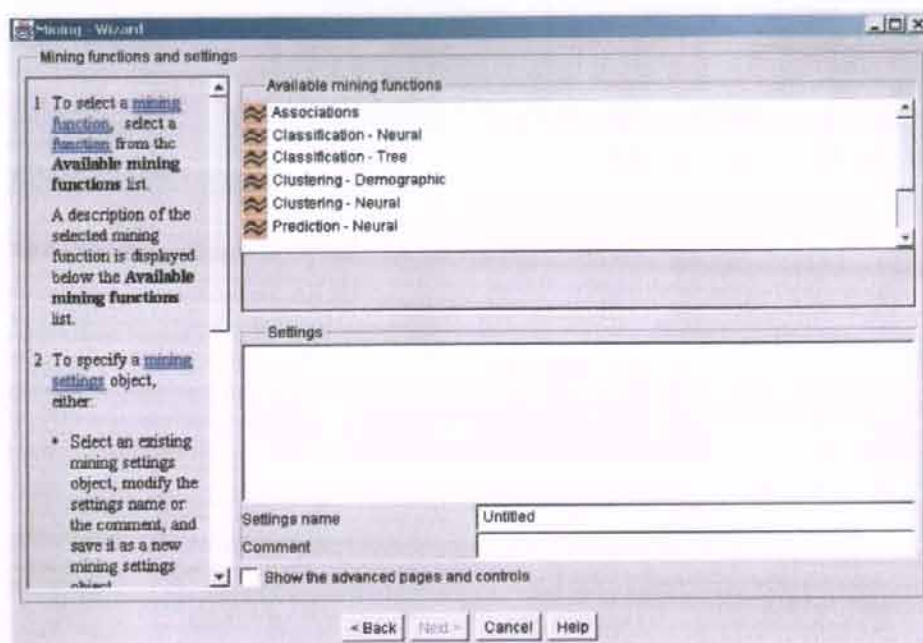 Mining - Wizard
Mining functions and settings
1 To select a mining
function, select a
function from the
Available mining
functions list.
A description of the
selected mining
function is displayed
below the Available
mining functions
list.
2 To specify a mining
settings object,
either:
• Select an existing
mining settings
object, modify the
settings name or
the comment, and
save it as a new
mining settings
object
Available mining functions
Associations
Classification - Neural
Classification - Tree
Clustering - Demographic
Clustering - Neural
Prediction - Neural
Settings
Settings name Untitled
Comment
Show the advanced pages and controls
< Back Next > Cancel Help